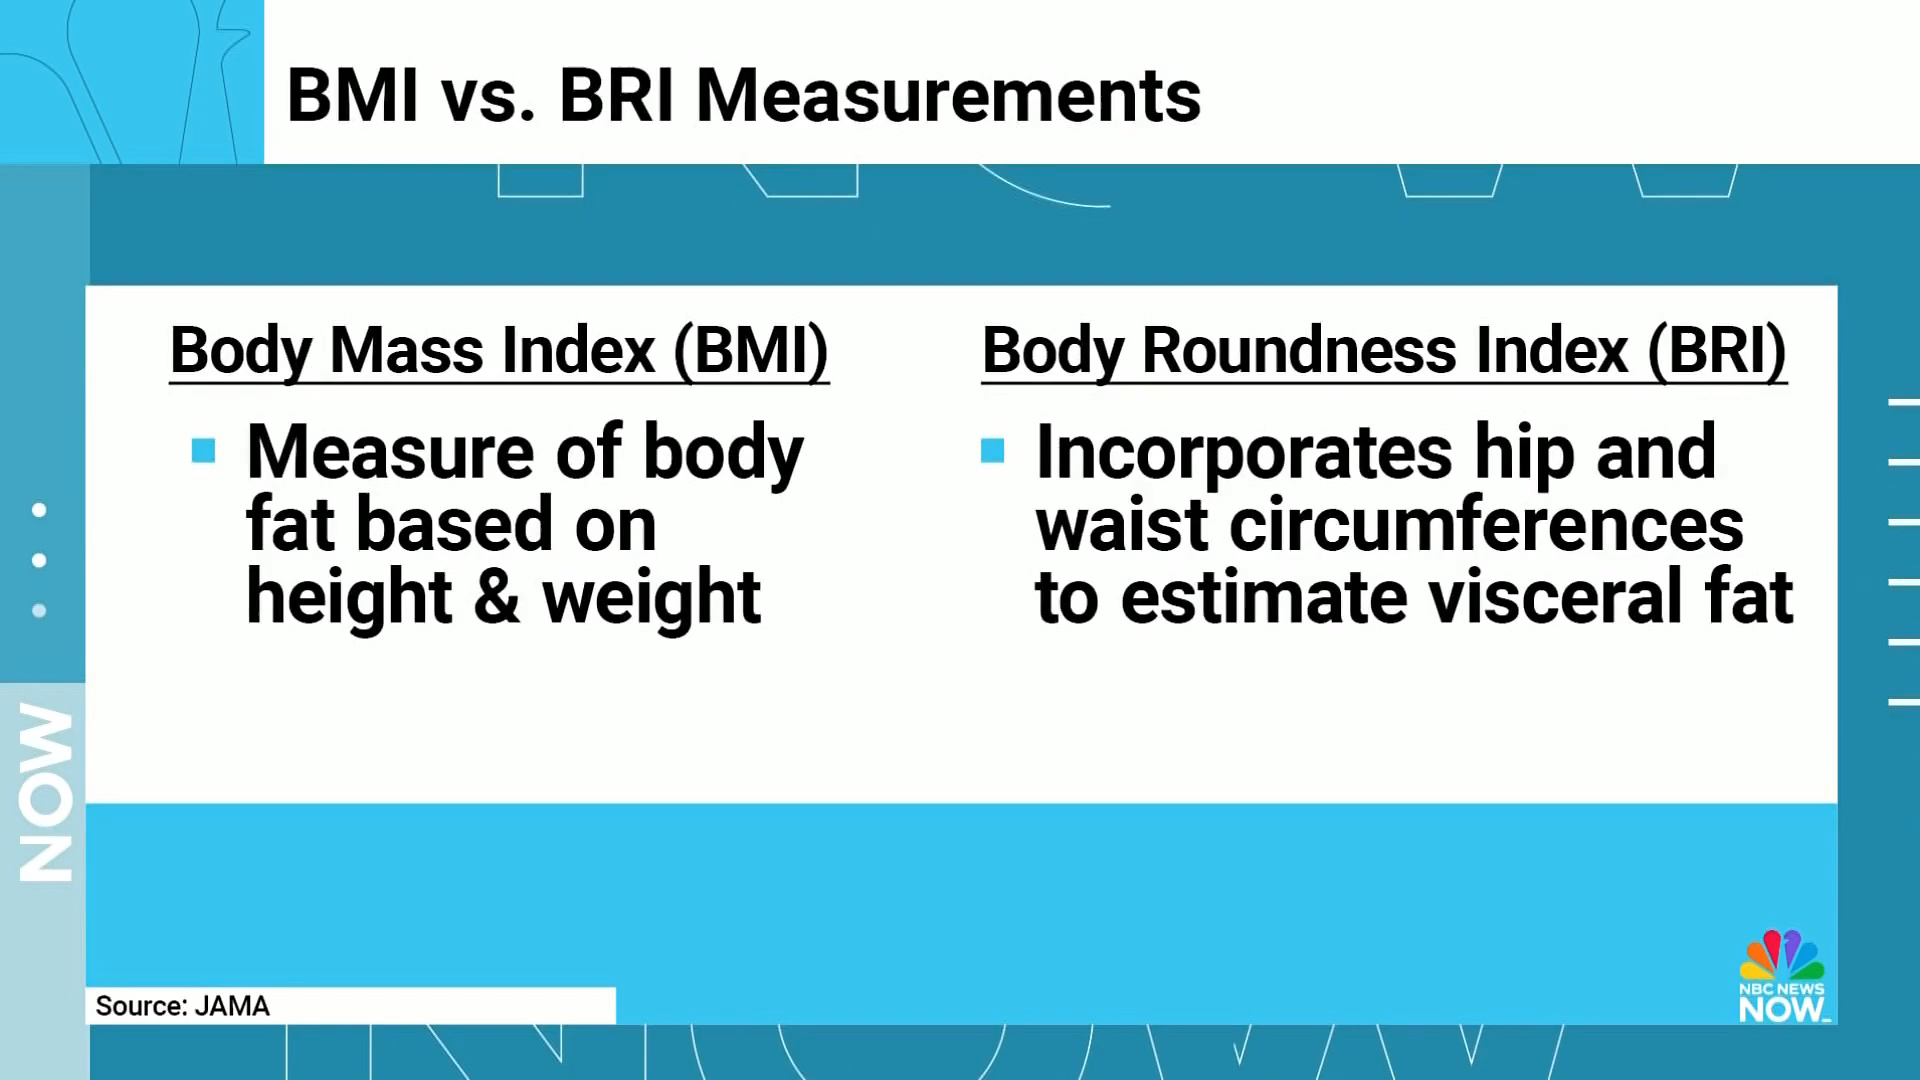 BMI vs. BRI Measurements
Body Mass Index (BMI)
Measure of body
fat based on
height & weight
Body Roundness Index (BRI)
Incorporates hip and
waist circumferences
to estimate visceral fat
NOW
Source: JAMA
NBC NEWS
NOW